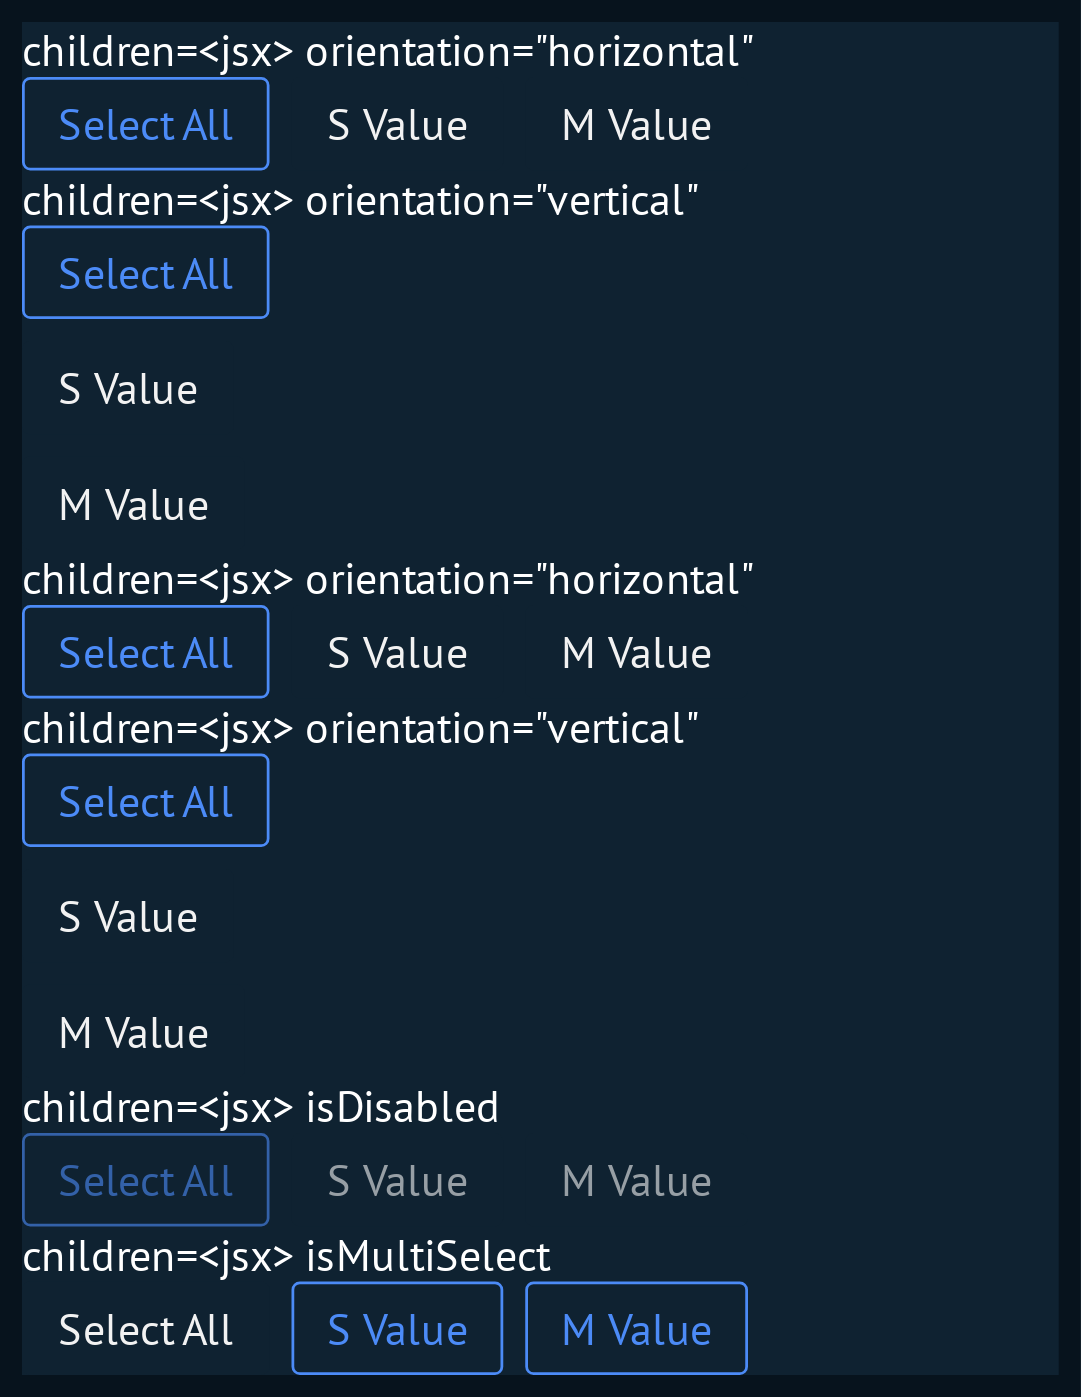 children=<jsx> orientation="horizontal"
Select All S Value M Value
children=<jsx> orientation="vertical"
Select All
S Value
M Value
children=<jsx> orientation="horizontal"
Select All S Value M Value
children=<jsx> orientation="vertical"
Select All
S Value
M Value
children=<jsx> isDisabled
Select All S Value M Value
children=<jsx> isMultiSelect
Select All S Value M Value